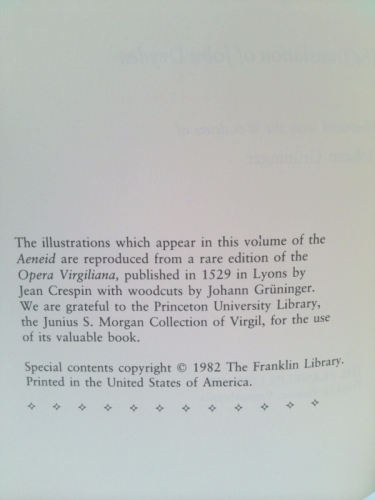 The illustrations which appear in this volume of the
Aeneid are reproduced from a rare edition of the
Opera Virgiliana, published in 1529 in Lyons by
Jean Crespin with woodcuts by Johann Grüninger.
We are grateful to the Princeton University Library,
the Junius S. Morgan Collection of Virgil, for the use
of its valuable book.
Special contents copyright © 1982 The Franklin Library.
Printed in the United States of America.